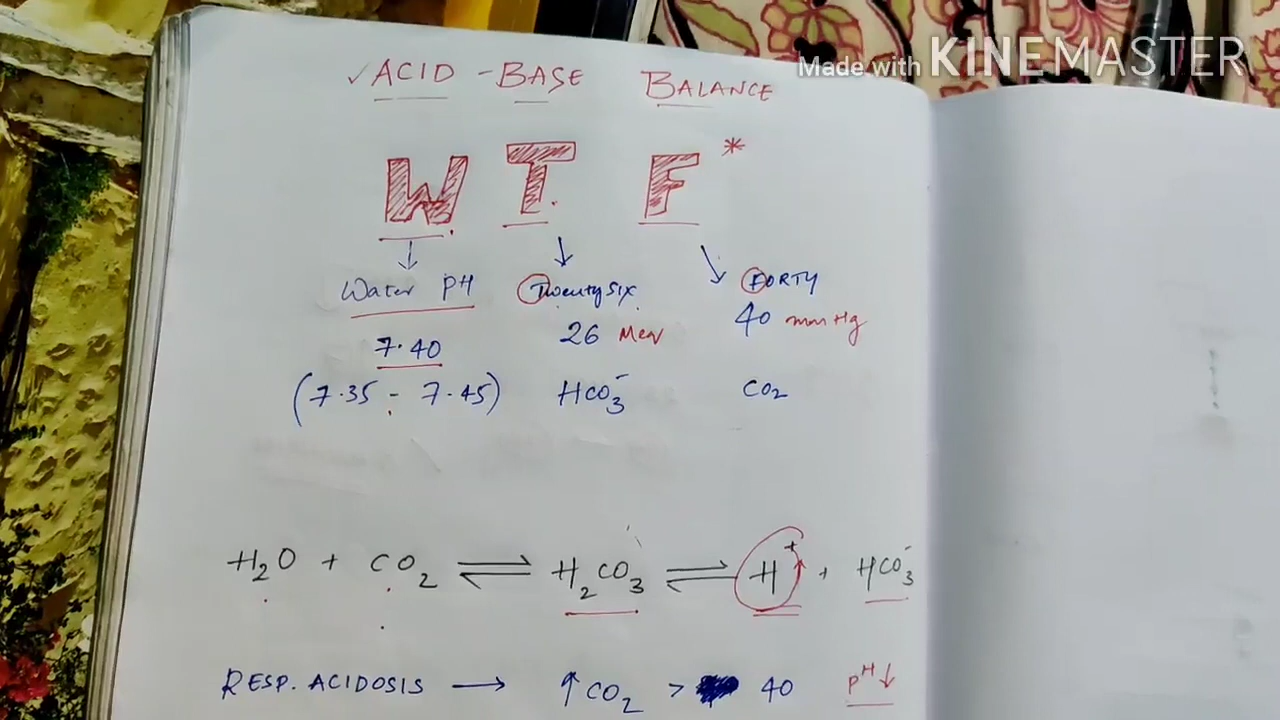 Made with KINEMASTER
✓ACID - BASE BALANCE
W T. F *
Water pH Twenty Six FORTY
7.40 26 Meq 40 mm Hg
(7.35 - 7.45) HCO₃⁻ CO₂
H₂O + CO₂ ⇌ H₂CO₃ ⇌ H⁺ + HCO₃⁻
RESP. ACIDOSIS → ↑CO₂ > 40 pH↓